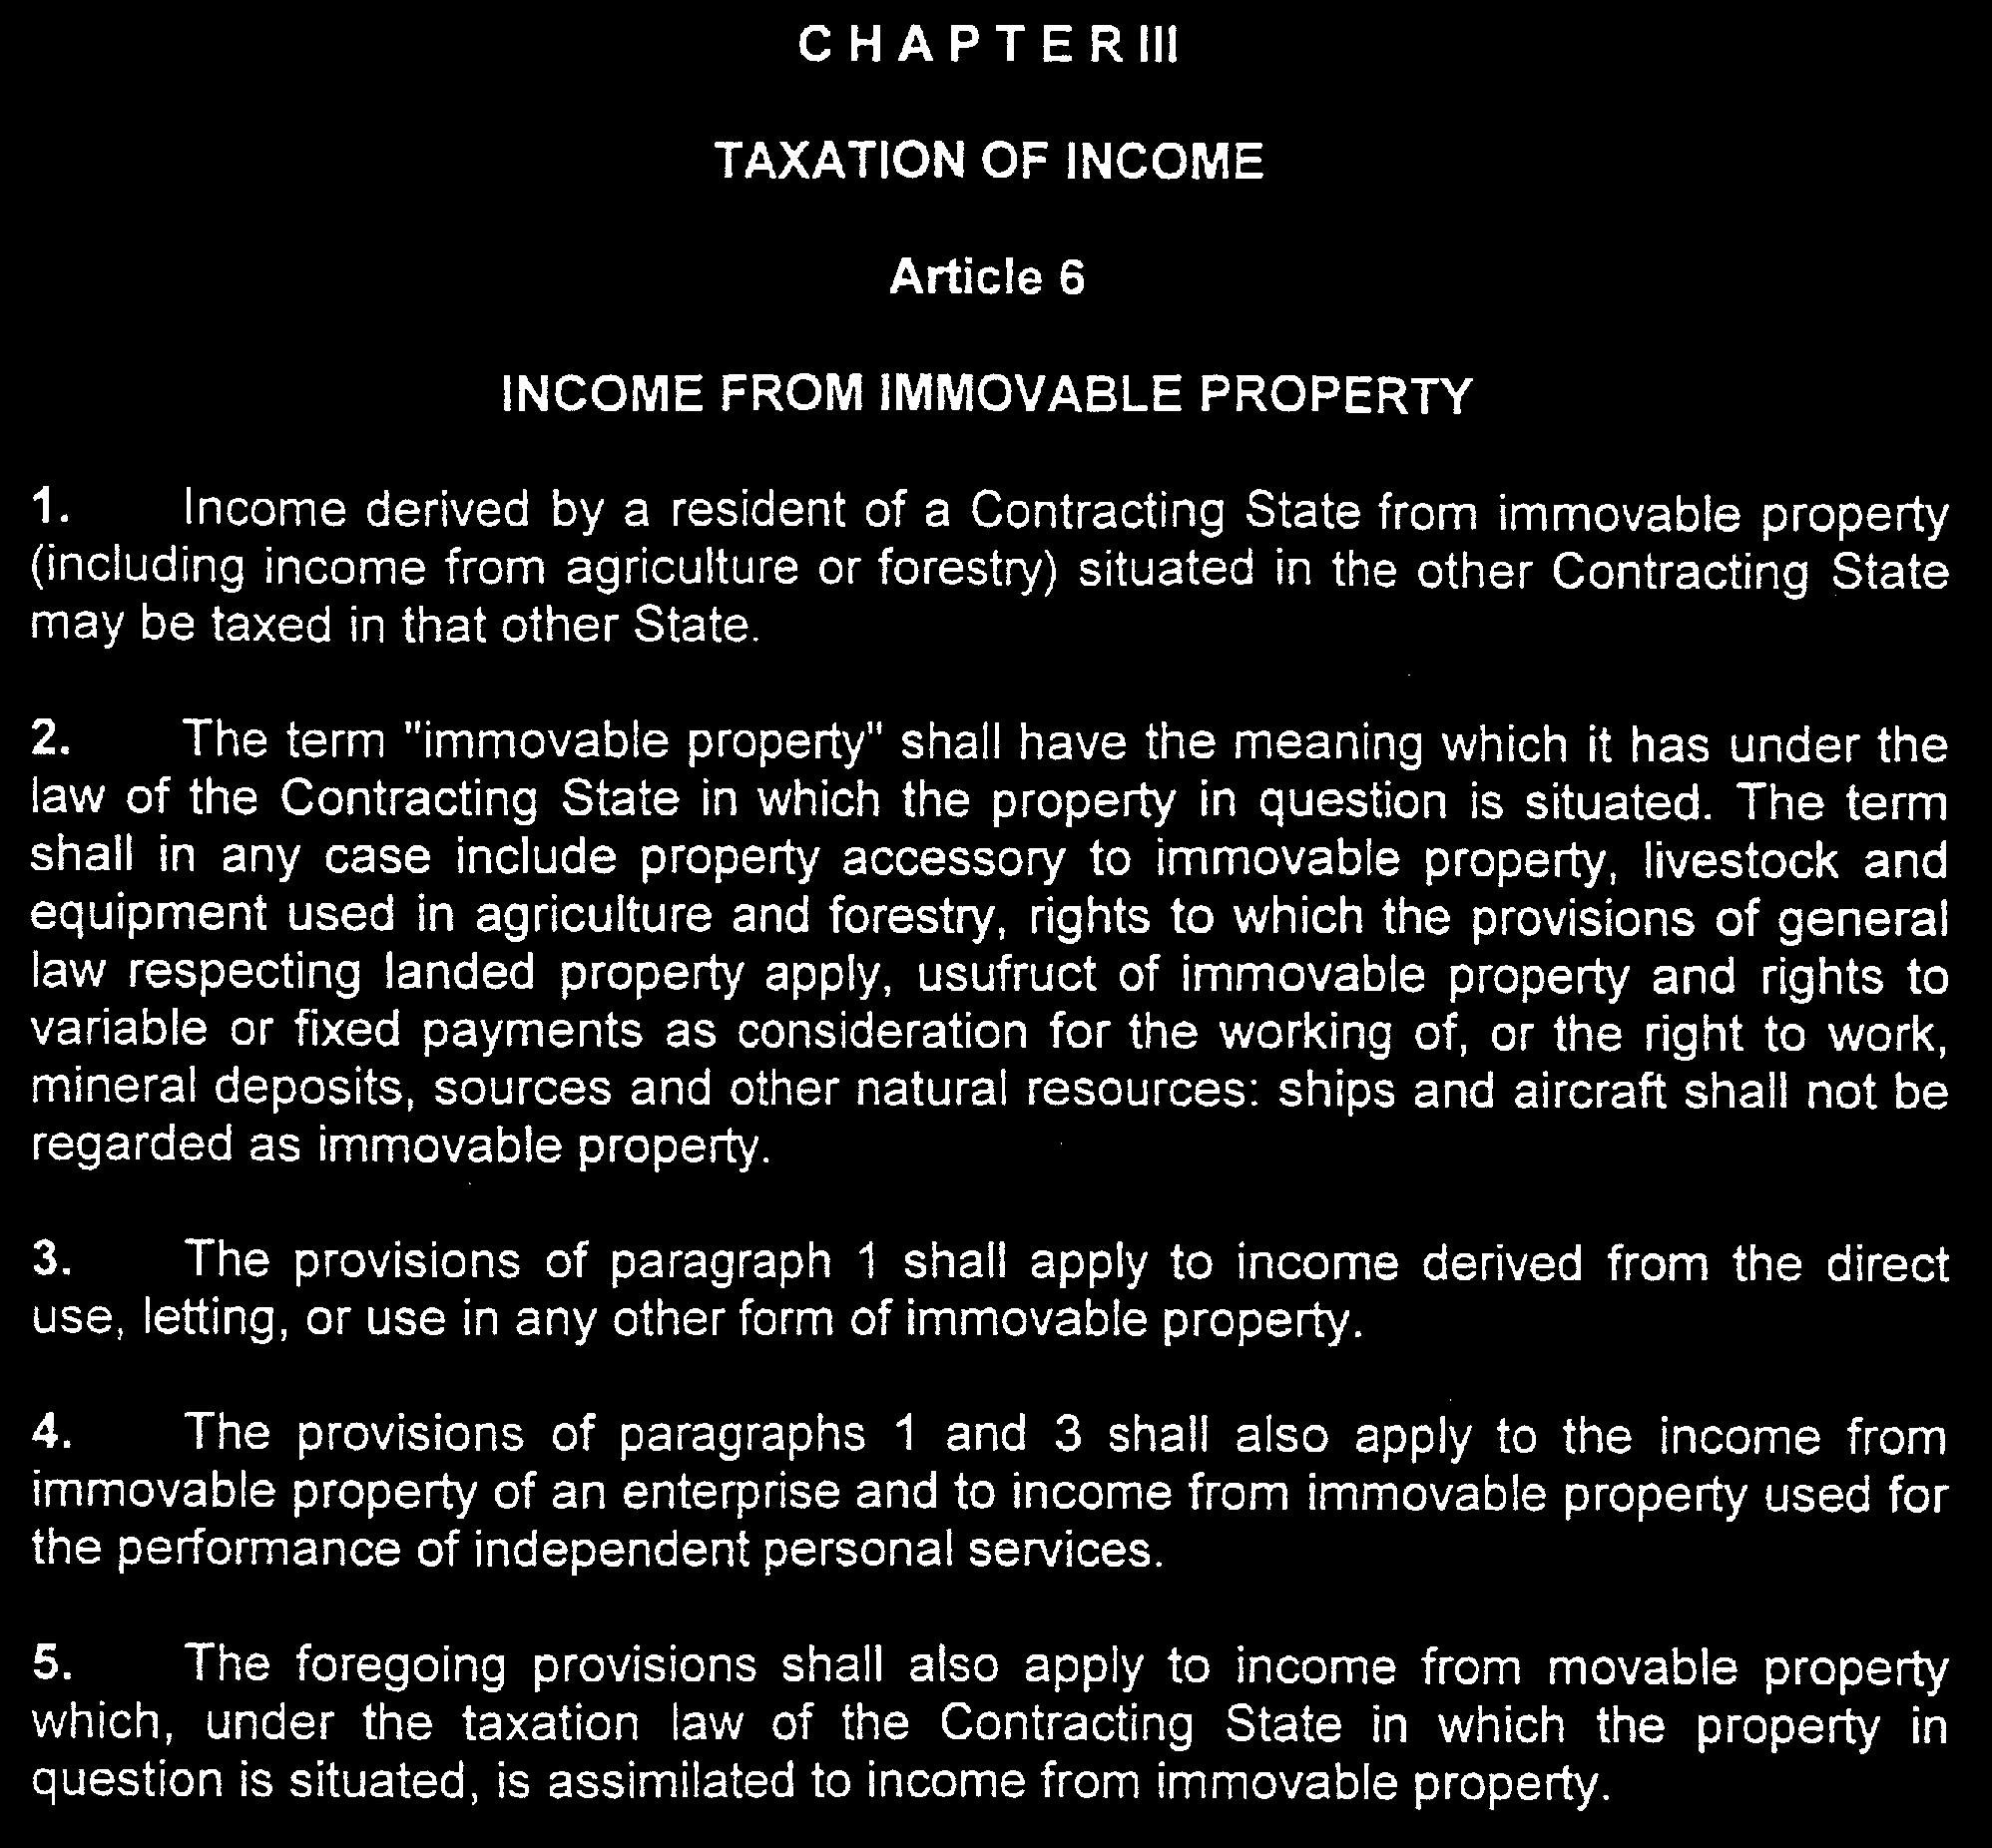 C H A P T E R III
TAXATION OF INCOME
Article 6
INCOME FROM IMMOVABLE PROPERTY
1. Income derived by a resident of a Contracting State from immovable property
(including income from agriculture or forestry) situated in the other Contracting State
may be taxed in that other State.
2. The term "immovable property" shall have the meaning which it has under the
law of the Contracting State in which the property in question is situated. The term
shall in any case include property accessory to immovable property, livestock and
equipment used in agriculture and forestry, rights to which the provisions of general
law respecting landed property apply, usufruct of immovable property and rights to
variable or fixed payments as consideration for the working of, or the right to work,
mineral deposits, sources and other natural resources: ships and aircraft shall not be
regarded as immovable property.
3. The provisions of paragraph 1 shall apply to income derived from the direct
use, letting, or use in any other form of immovable property.
4. The provisions of paragraphs 1 and 3 shall also apply to the income from
immovable property of an enterprise and to income from immovable property used for
the performance of independent personal services.
5. The foregoing provisions shall also apply to income from movable property
which, under the taxation law of the Contracting State in which the property in
question is situated, is assimilated to income from immovable property.